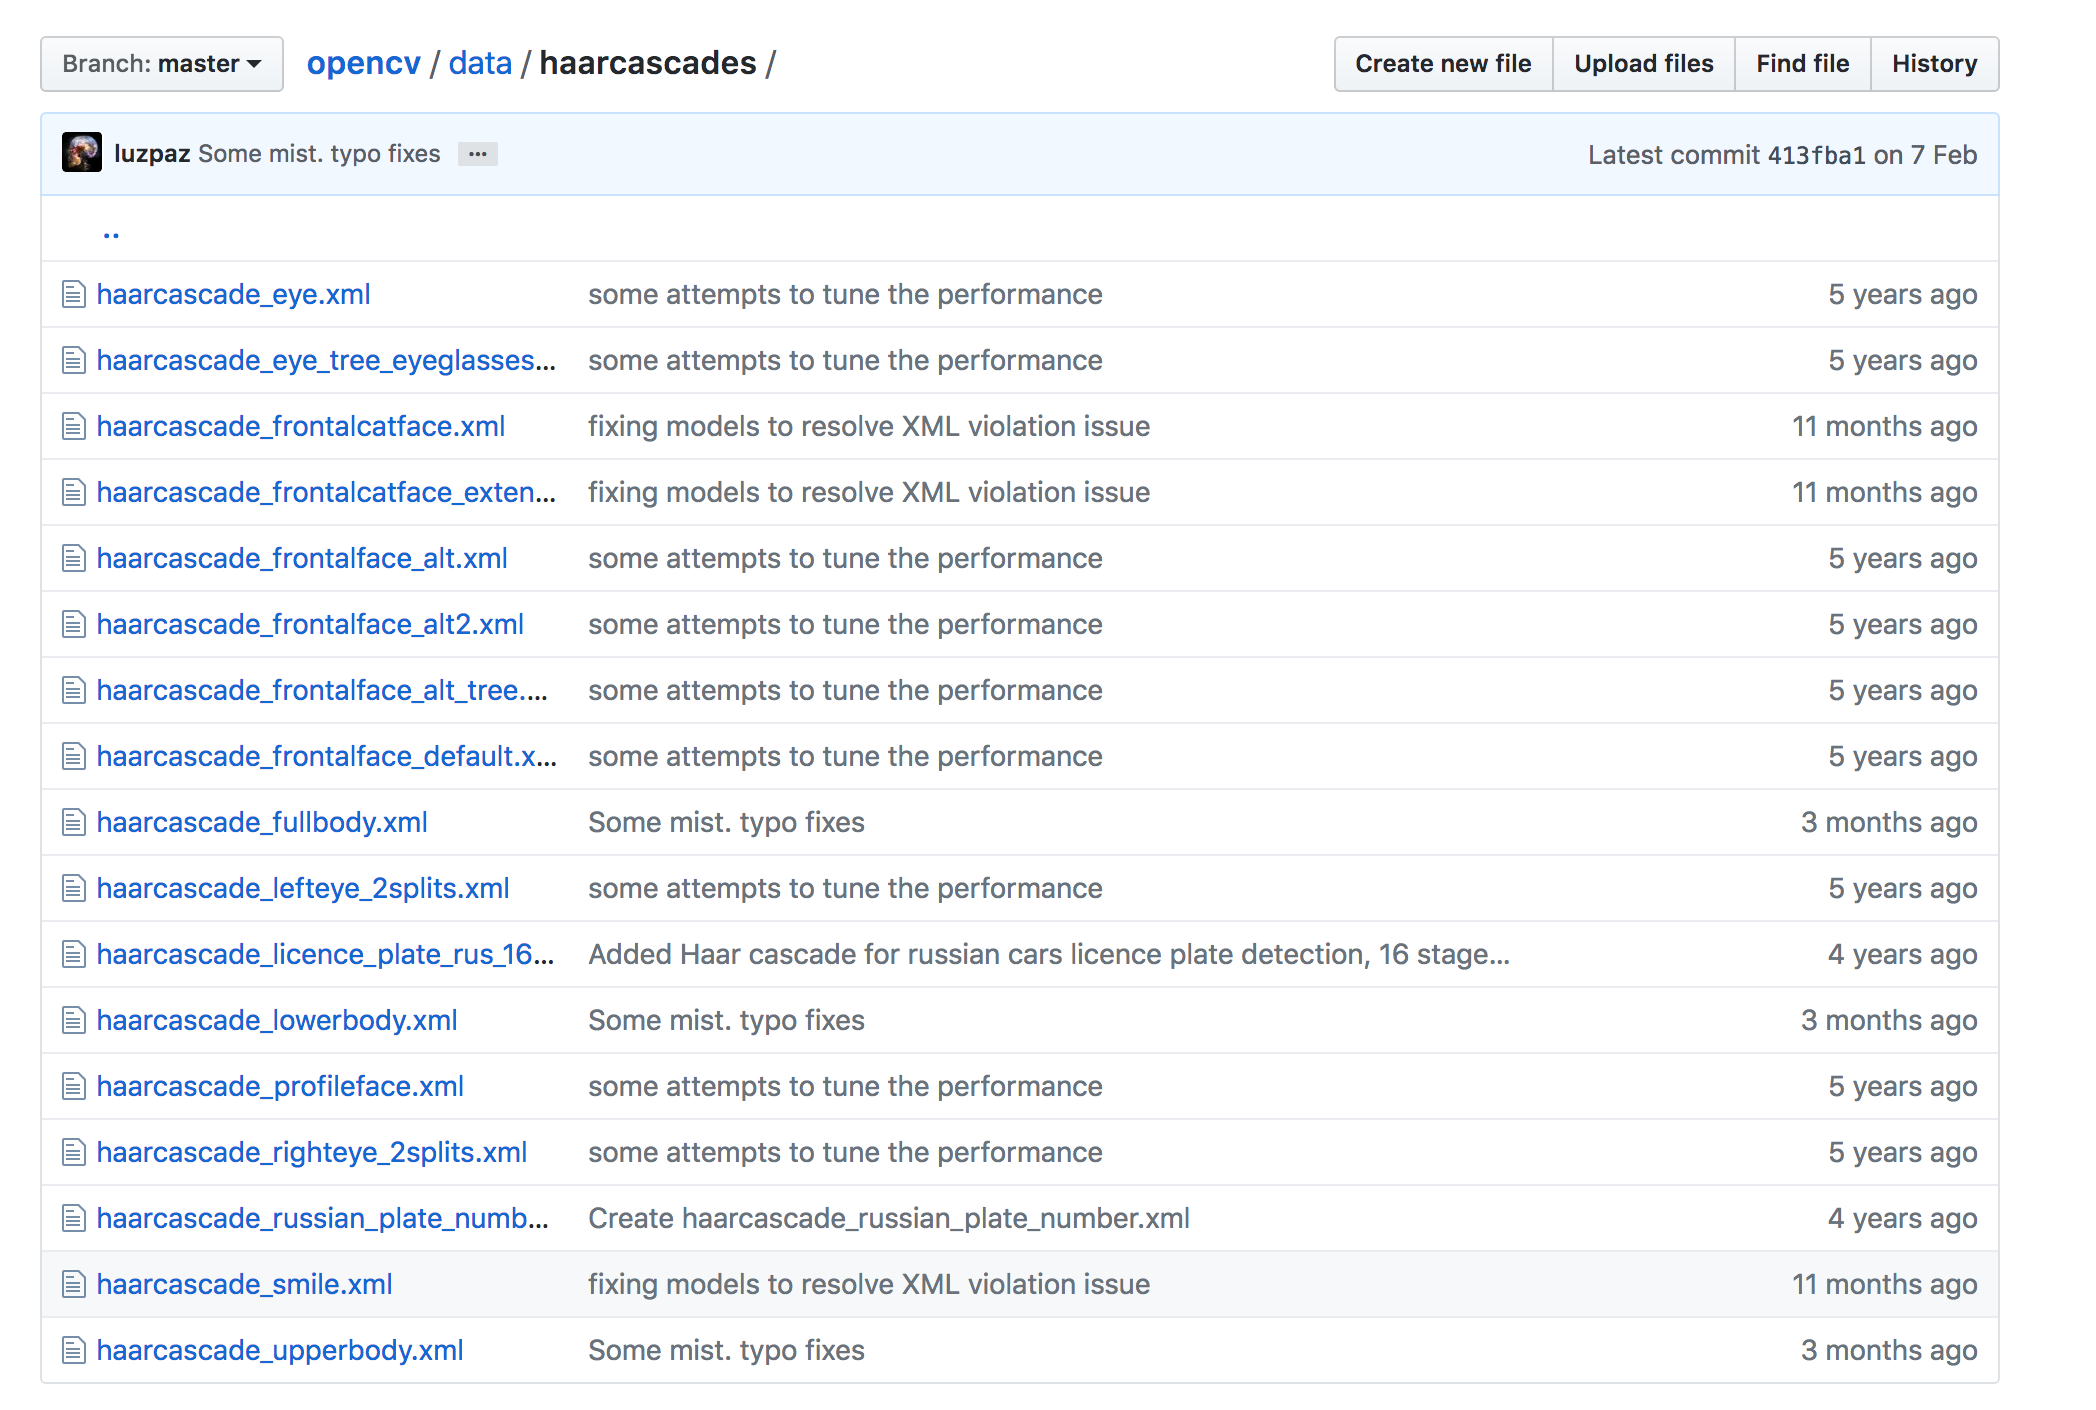 Branch: master opencv / data / haarcascades / Create new file Upload files Find file History
luzpaz Some mist. typo fixes ... Latest commit 413fba1 on 7 Feb
..
haarcascade_eye.xml some attempts to tune the performance 5 years ago
haarcascade_eye_tree_eyeglasses... some attempts to tune the performance 5 years ago
haarcascade_frontalcatface.xml fixing models to resolve XML violation issue 11 months ago
haarcascade_frontalcatface_exten... fixing models to resolve XML violation issue 11 months ago
haarcascade_frontalface_alt.xml some attempts to tune the performance 5 years ago
haarcascade_frontalface_alt2.xml some attempts to tune the performance 5 years ago
haarcascade_frontalface_alt_tree.... some attempts to tune the performance 5 years ago
haarcascade_frontalface_default.x... some attempts to tune the performance 5 years ago
haarcascade_fullbody.xml Some mist. typo fixes 3 months ago
haarcascade_lefteye_2splits.xml some attempts to tune the performance 5 years ago
haarcascade_licence_plate_rus_16... Added Haar cascade for russian cars licence plate detection, 16 stage... 4 years ago
haarcascade_lowerbody.xml Some mist. typo fixes 3 months ago
haarcascade_profileface.xml some attempts to tune the performance 5 years ago
haarcascade_righteye_2splits.xml some attempts to tune the performance 5 years ago
haarcascade_russian_plate_numb... Create haarcascade_russian_plate_number.xml 4 years ago
haarcascade_smile.xml fixing models to resolve XML violation issue 11 months ago
haarcascade_upperbody.xml Some mist. typo fixes 3 months ago